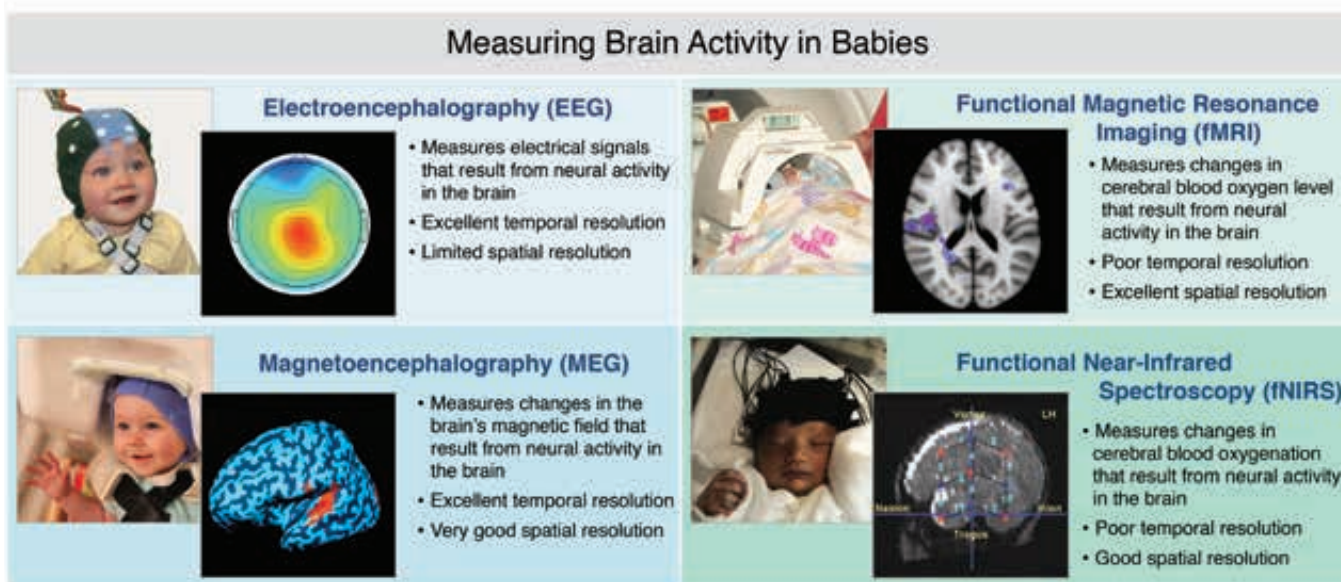 Measuring Brain Activity in Babies
Electroencephalography (EEG)
• Measures electrical signals
that result from neural activity
in the brain
• Excellent temporal resolution
• Limited spatial resolution
Functional Magnetic Resonance
Imaging (fMRI)
• Measures changes in
cerebral blood oxygen level
that result from neural
activity in the brain
• Poor temporal resolution
• Excellent spatial resolution
Magnetoencephalography (MEG)
• Measures changes in the
brain's magnetic field that
result from neural activity in
the brain
• Excellent temporal resolution
• Very good spatial resolution
Functional Near-Infrared
Spectroscopy (fNIRS)
Vertex
LH
Nasion
Tragus
• Measures changes in
cerebral blood oxygenation
that result from neural activity
in the brain
• Poor temporal resolution
• Good spatial resolution